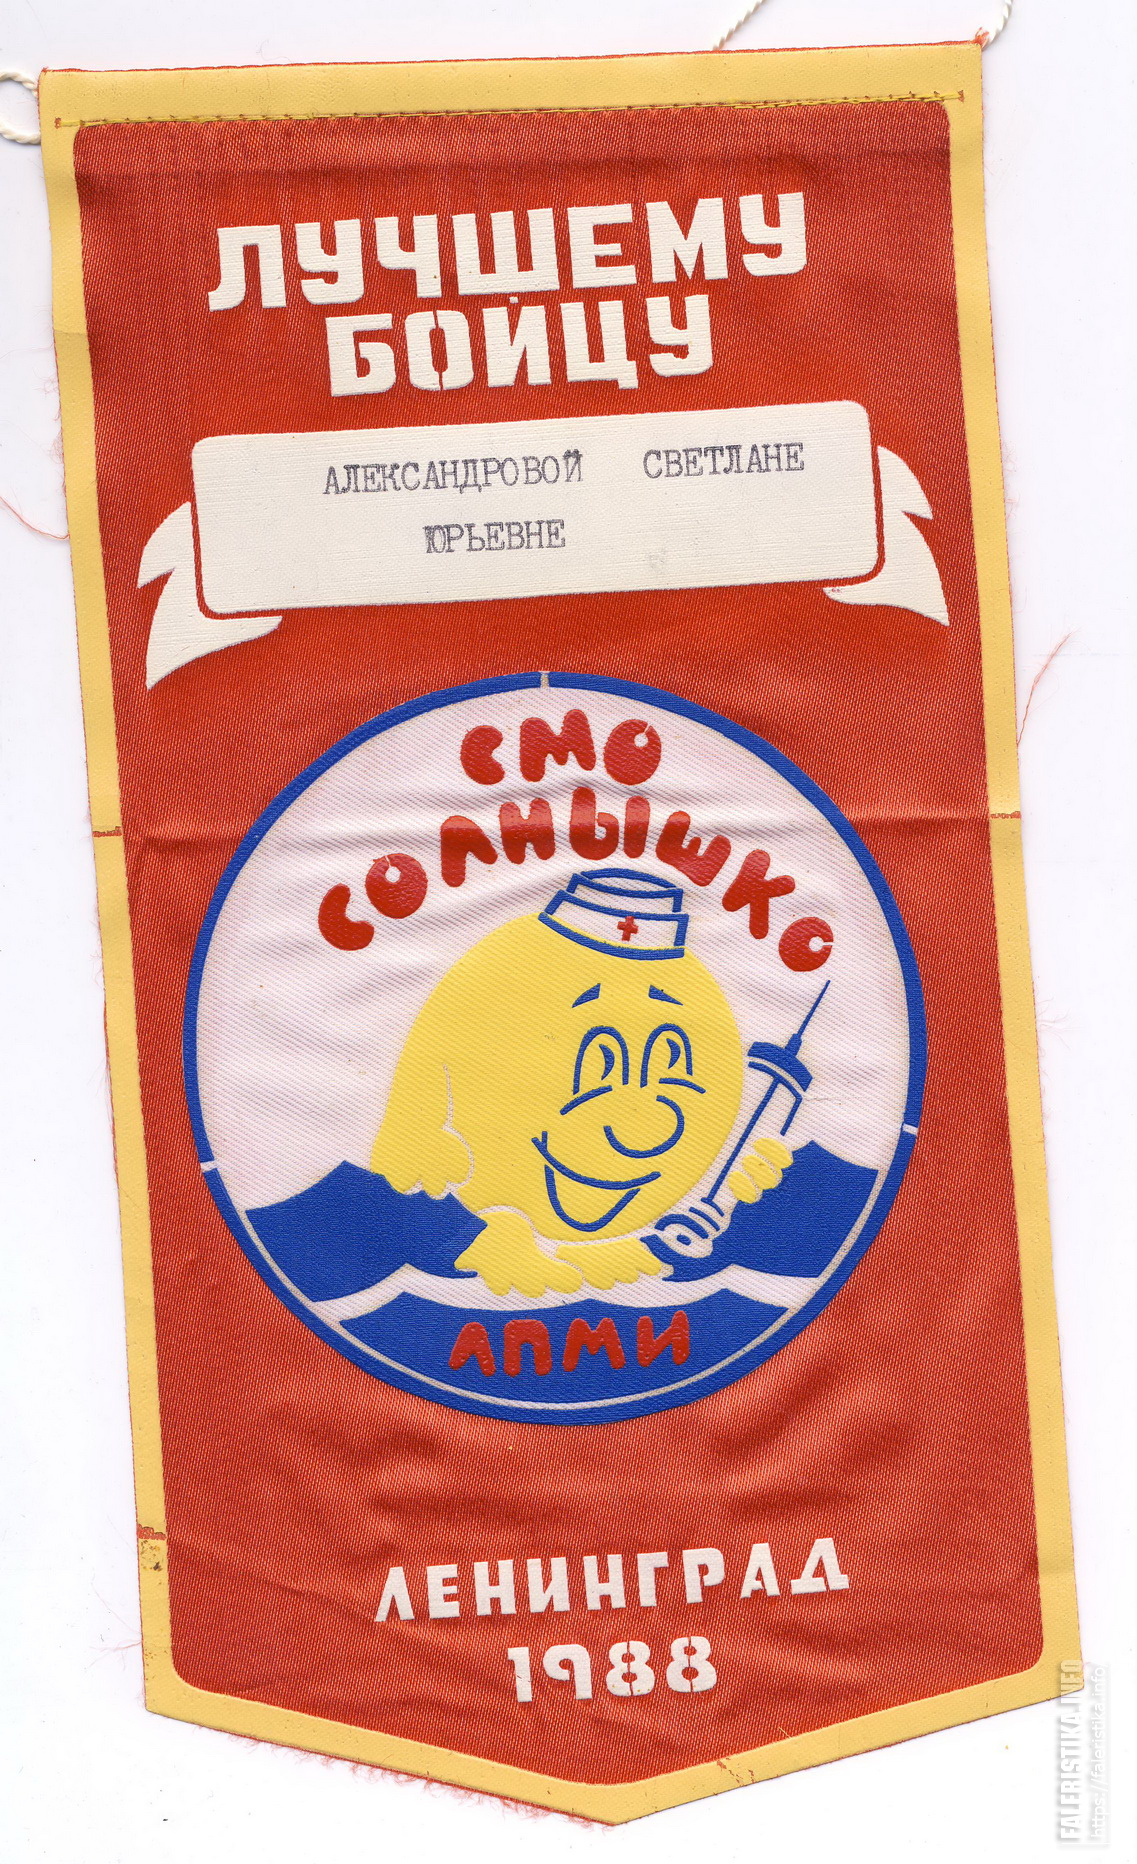 ЛУЧШЕМУ
БОЙЦУ
АЛЕКСАНДРОВОЙ СВЕТЛАНЕ
ЮРЬЕВНЕ
СМО
СОЛНЫШКО
ЛПМИ
ЛЕНИНГРАД
1988
FALERISTIKA.INFO
https://faleristika.info